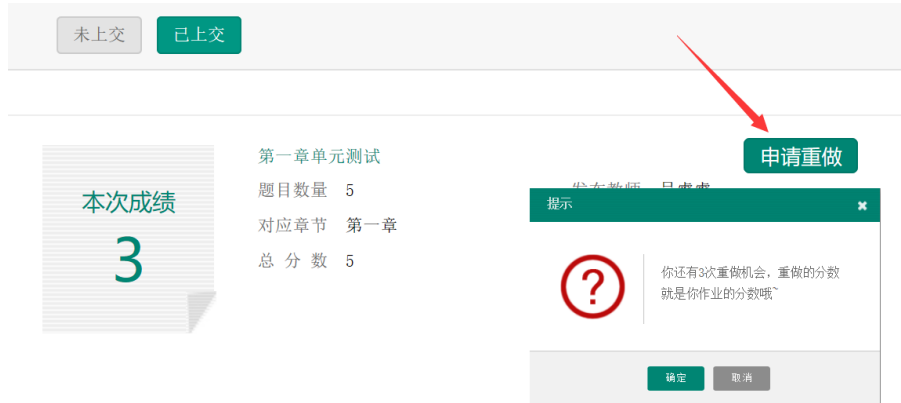 未上交 已上交
第一章单元测试 申请重做
本次成绩
3
题目数量 5
对应章节 第一章
总 分 数 5
提示
?
你还有3次重做机会，重做的分数
就是你作业的分数哦~
确定 取消